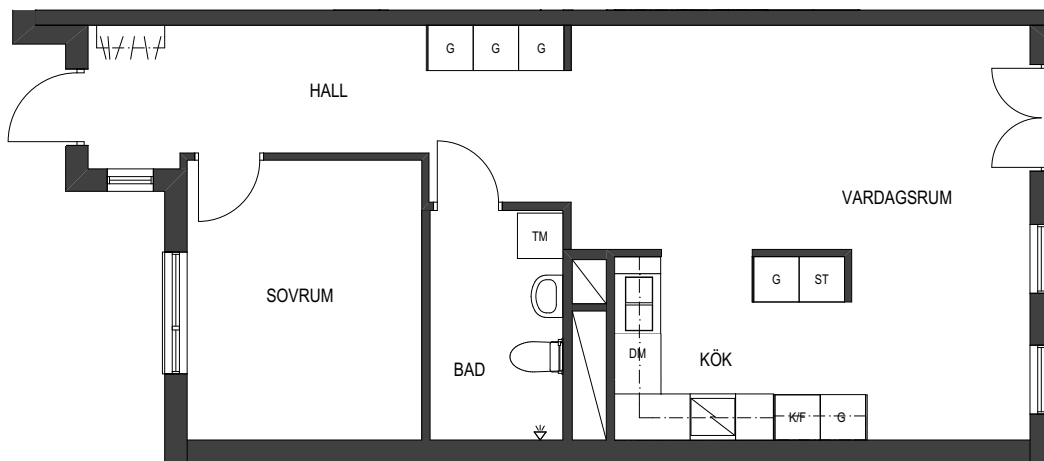 G G G
HALL
VARDAGSRUM
TM
G ST
SOVRUM
DM
KÖK
BAD
K/F G